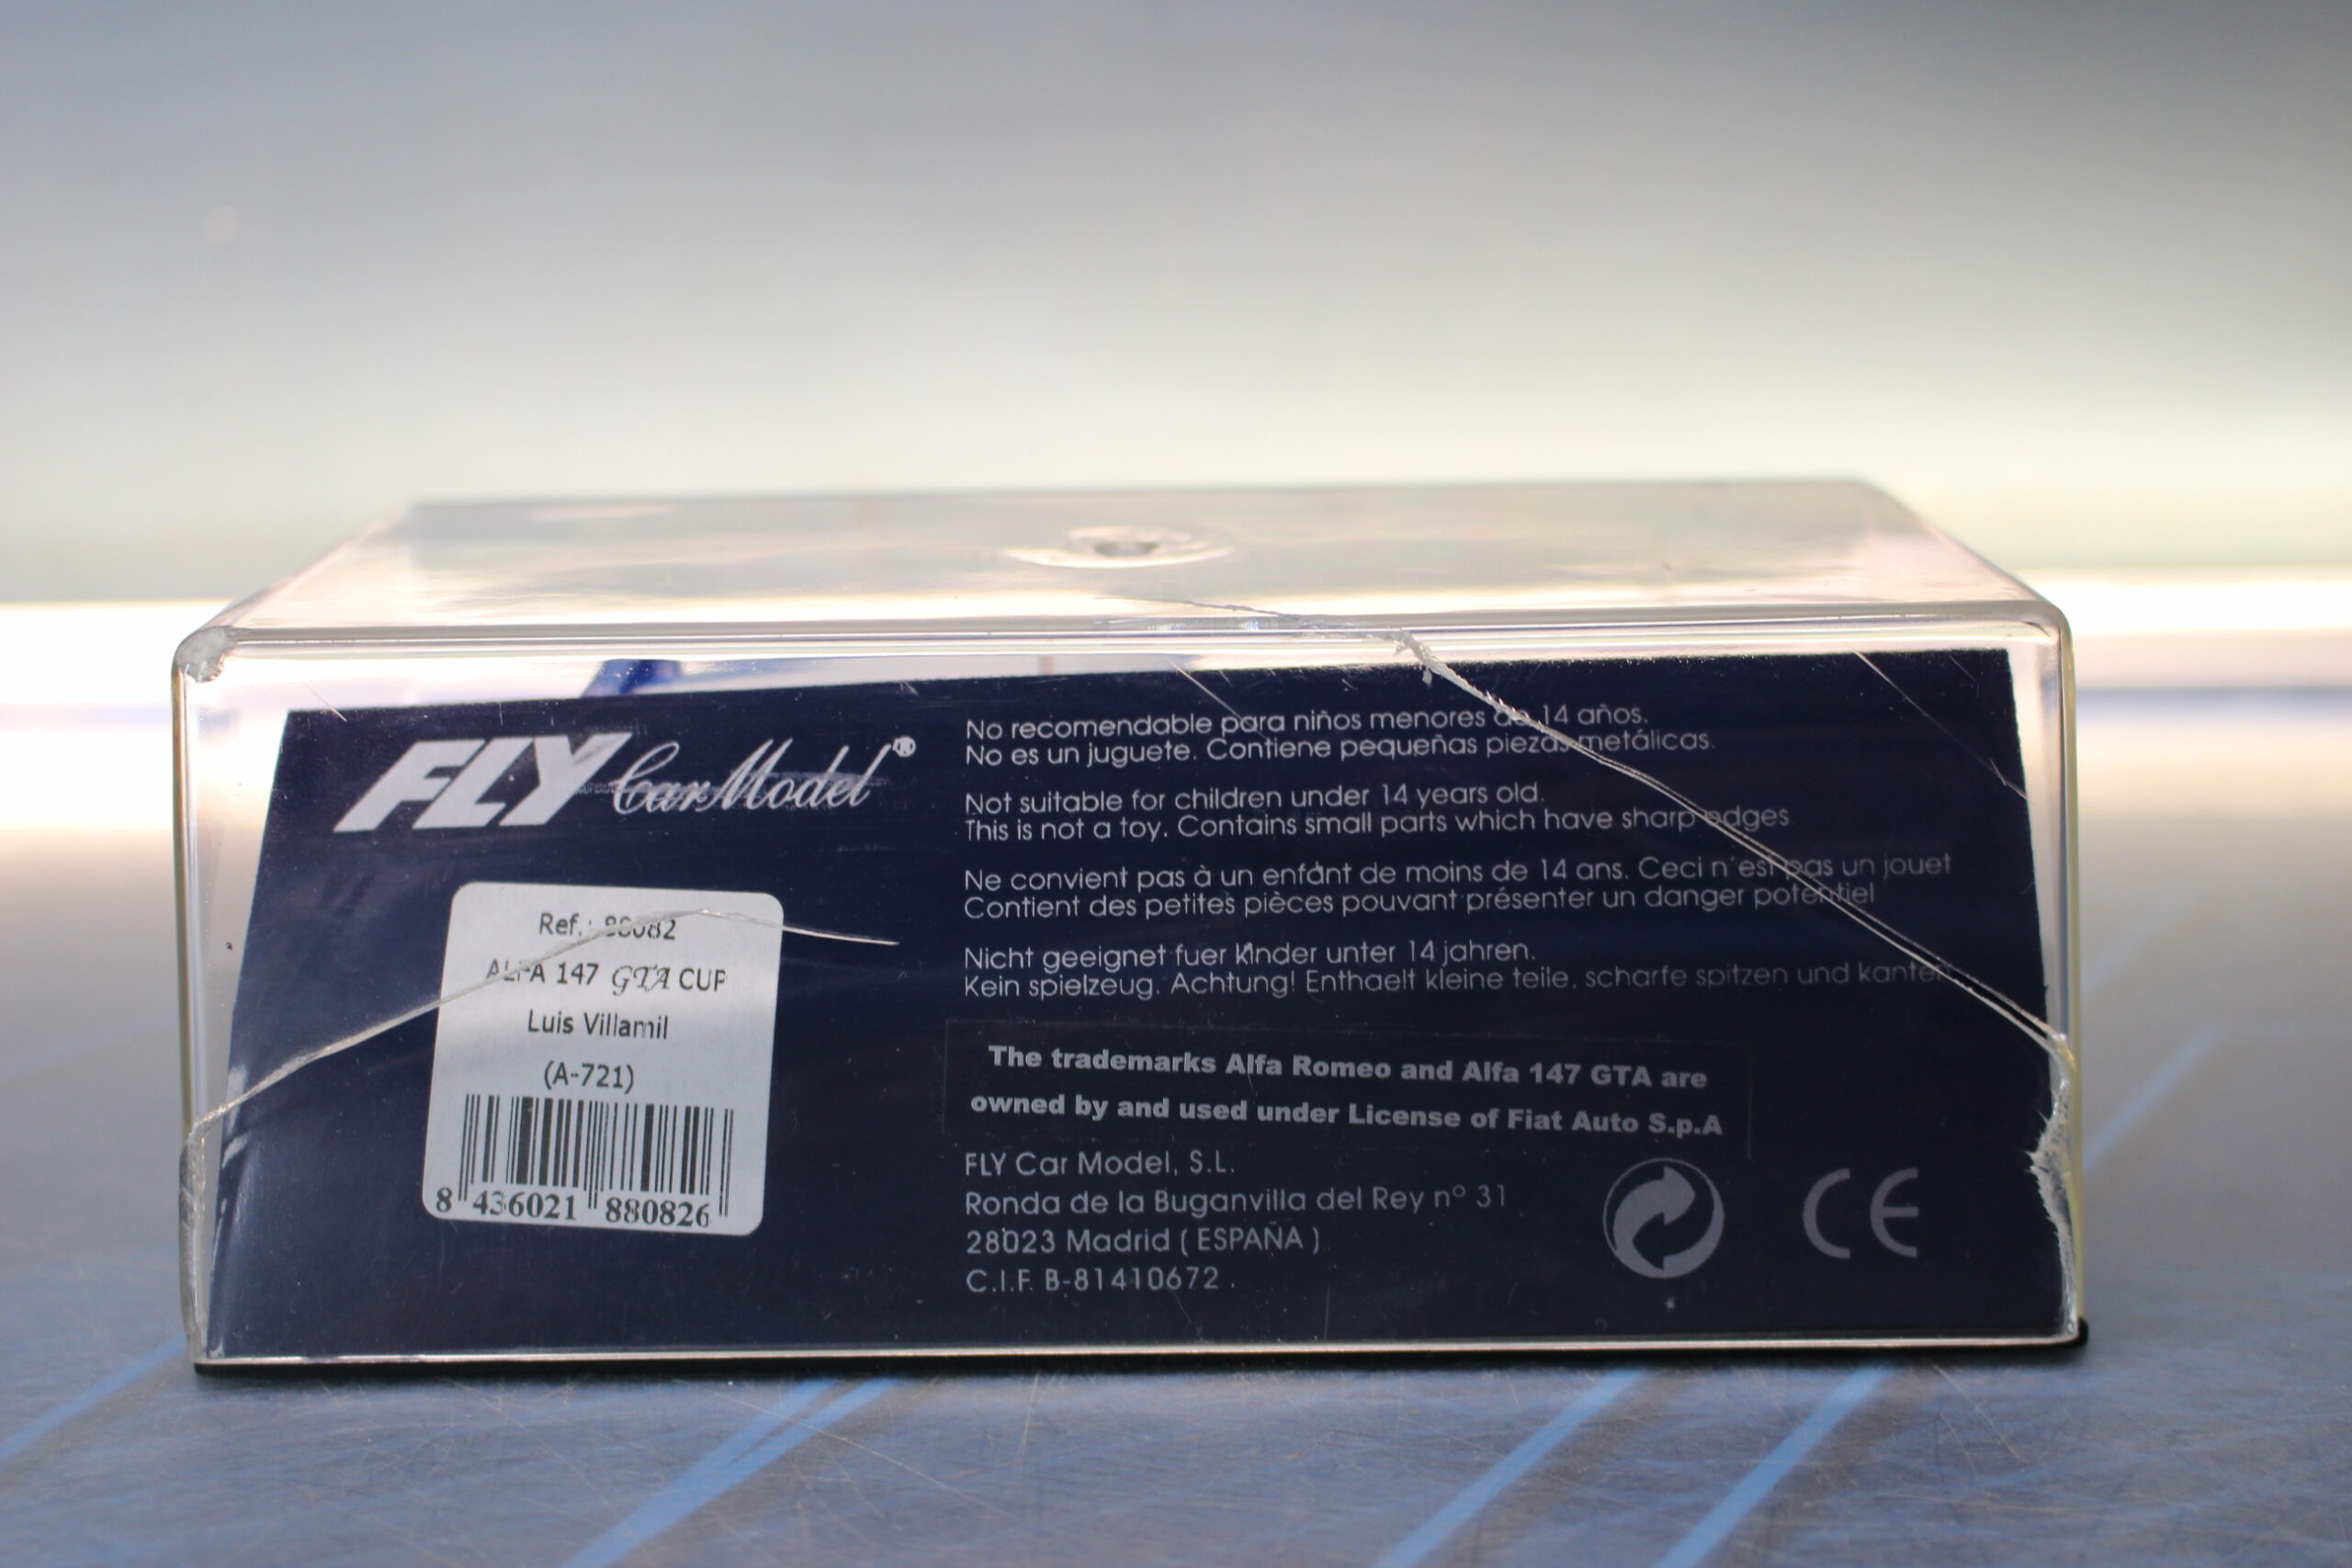 FLY Car Model®
Ref.: 88082
ALFA 147 GTA CUP
Luis Villamil
(A-721)
8 436021 880826
No recomendable para niños menores de 14 años.
No es un juguete. Contiene pequeñas piezas metálicas.
Not suitable for children under 14 years old.
This is not a toy. Contains small parts which have sharp edges
Ne convient pas à un enfant de moins de 14 ans. Ceci n'est pas un jouet
Contient des petites pièces pouvant présenter un danger potentiel
Nicht geeignet fuer Kinder unter 14 jahren.
Kein spielzeug. Achtung! Enthaelt kleine teile, scharfe spitzen und kanten.
The trademarks Alfa Romeo and Alfa 147 GTA are
owned by and used under License of Fiat Auto S.p.A
FLY Car Model, S.L.
Ronda de la Buganvilla del Rey nº 31
28023 Madrid ( ESPAÑA )
C.I.F. B-81410672 .
CE